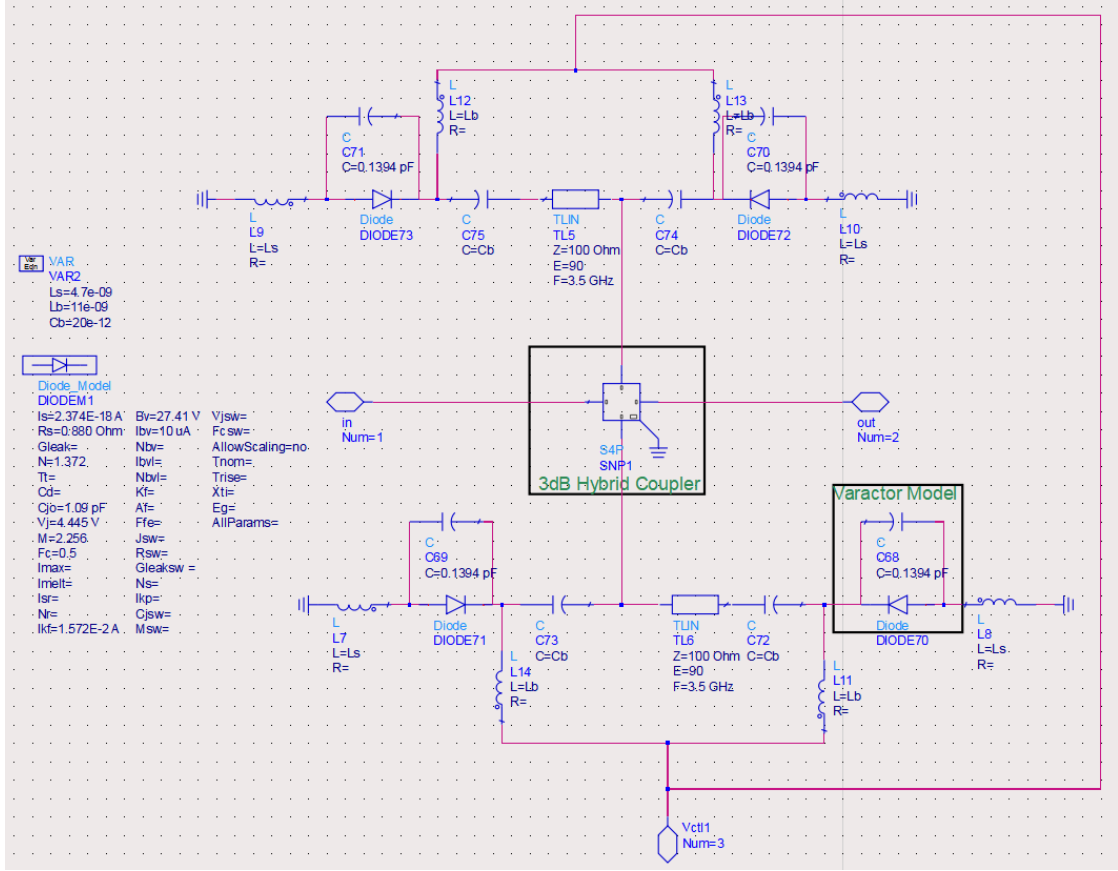 L
L12
L=Lb
R=
L
L13
L=Lb
R=
C
C71
C=0.1394 pF
C
C70
C=0.1394 pF
L
L9
L=Ls
R=
Diode
DIODE73
C
C75
C=Cb
TLIN
TL5
Z=100 Ohm
E=90
F=3.5 GHz
C
C74
C=Cb
Diode
DIODE72
L
L10
L=Ls
R=
Var
Eqn
VAR
VAR2
Ls=4.7e-09
Lb=11e-09
Cb=20e-12
Diode_Model
DIODEM1
Is=2.374E-18 A
Rs=0.880 Ohm
Gleak=
N=1.372
Tt=
Cd=
Cjo=1.09 pF
Vj=4.445 V
M=2.256
Fc=0.5
Imax=
Imelt=
Isr=
Nr=
Ikf=1.572E-2 A
Bv=27.41 V
Ibv=10 uA
Nbv=
Ibvl=
Nbvl=
Kf=
Af=
Ffe=
Jsw=
Rsw=
Gleaksw =
Ns=
Ikp=
Cjsw=
Msw=
Vjsw=
Fcsw=
AllowScaling=no
Tnom=
Trise=
Xti=
Eg=
AllParams=
in
Num=1
out
Num=2
S4P
SNP1
3dB Hybrid Coupler
Varactor Model
C
C69
C=0.1394 pF
C
C68
C=0.1394 pF
L
L7
L=Ls
R=
Diode
DIODE71
C
C73
C=Cb
TLIN
TL6
Z=100 Ohm
E=90
F=3.5 GHz
C
C72
C=Cb
Diode
DIODE70
L
L8
L=Ls
R=
L
L14
L=Lb
R=
L
L11
L=Lb
R=
Vctl1
Num=3